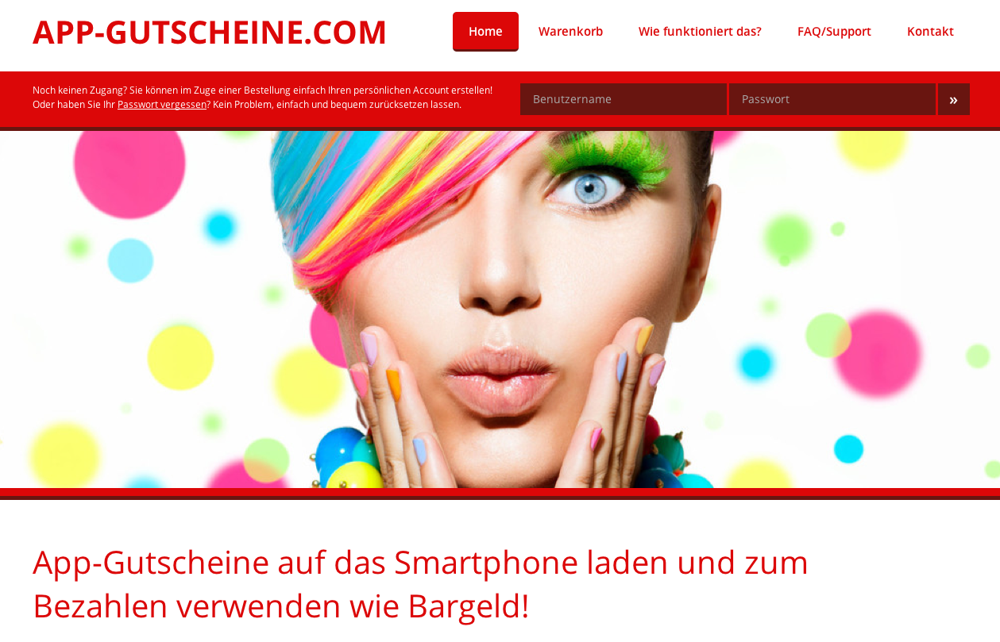 APP-GUTSCHEINE.COM
Home
Warenkorb
Wie funktioniert das?
FAQ/Support
Kontakt
Noch keinen Zugang? Sie können im Zuge einer Bestellung einfach Ihren persönlichen Account erstellen!
Oder haben Sie Ihr Passwort vergessen? Kein Problem, einfach und bequem zurücksetzen lassen.
Benutzername
Passwort
»
App-Gutscheine auf das Smartphone laden und zum
Bezahlen verwenden wie Bargeld!